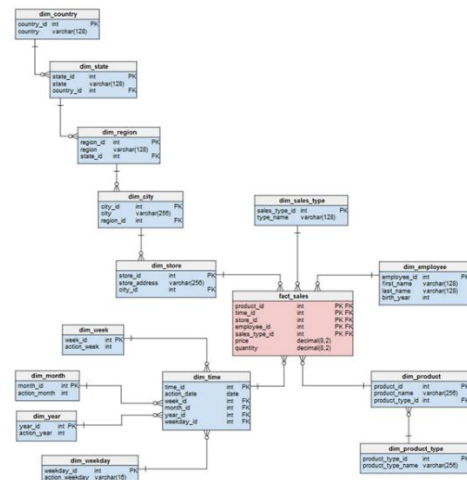 dim_country
country_id int PK
country varchar(128)
dim_state
state_id int PK
state varchar(128)
country_id int FK
dim_region
region_id int PK
region varchar(128)
state_id int FK
dim_city
city_id int PK
city varchar(256)
region_id int FK
dim_store
store_id int PK
store_address varchar(256)
city_id int FK
dim_sales_type
sales_type_id int PK
type_name varchar(128)
dim_employee
employee_id int PK
first_name varchar(128)
last_name varchar(128)
birth_year int
fact_sales
product_id int PK FK
time_id int PK FK
store_id int PK FK
employee_id int PK FK
sales_type_id int PK FK
price decimal(8,2)
quantity decimal(8,2)
dim_week
week_id int PK
action_week int
dim_month
month_id int PK
action_month int
dim_year
year_id int PK
action_year int
dim_weekday
weekday_id int PK
action_weekday varchar(16)
dim_time
time_id int PK
action_date date
week_id int FK
month_id int FK
year_id int FK
weekday_id int FK
dim_product
product_id int PK
product_name varchar(256)
product_type_id int FK
dim_product_type
product_type_id int PK
product_type_name varchar(256)